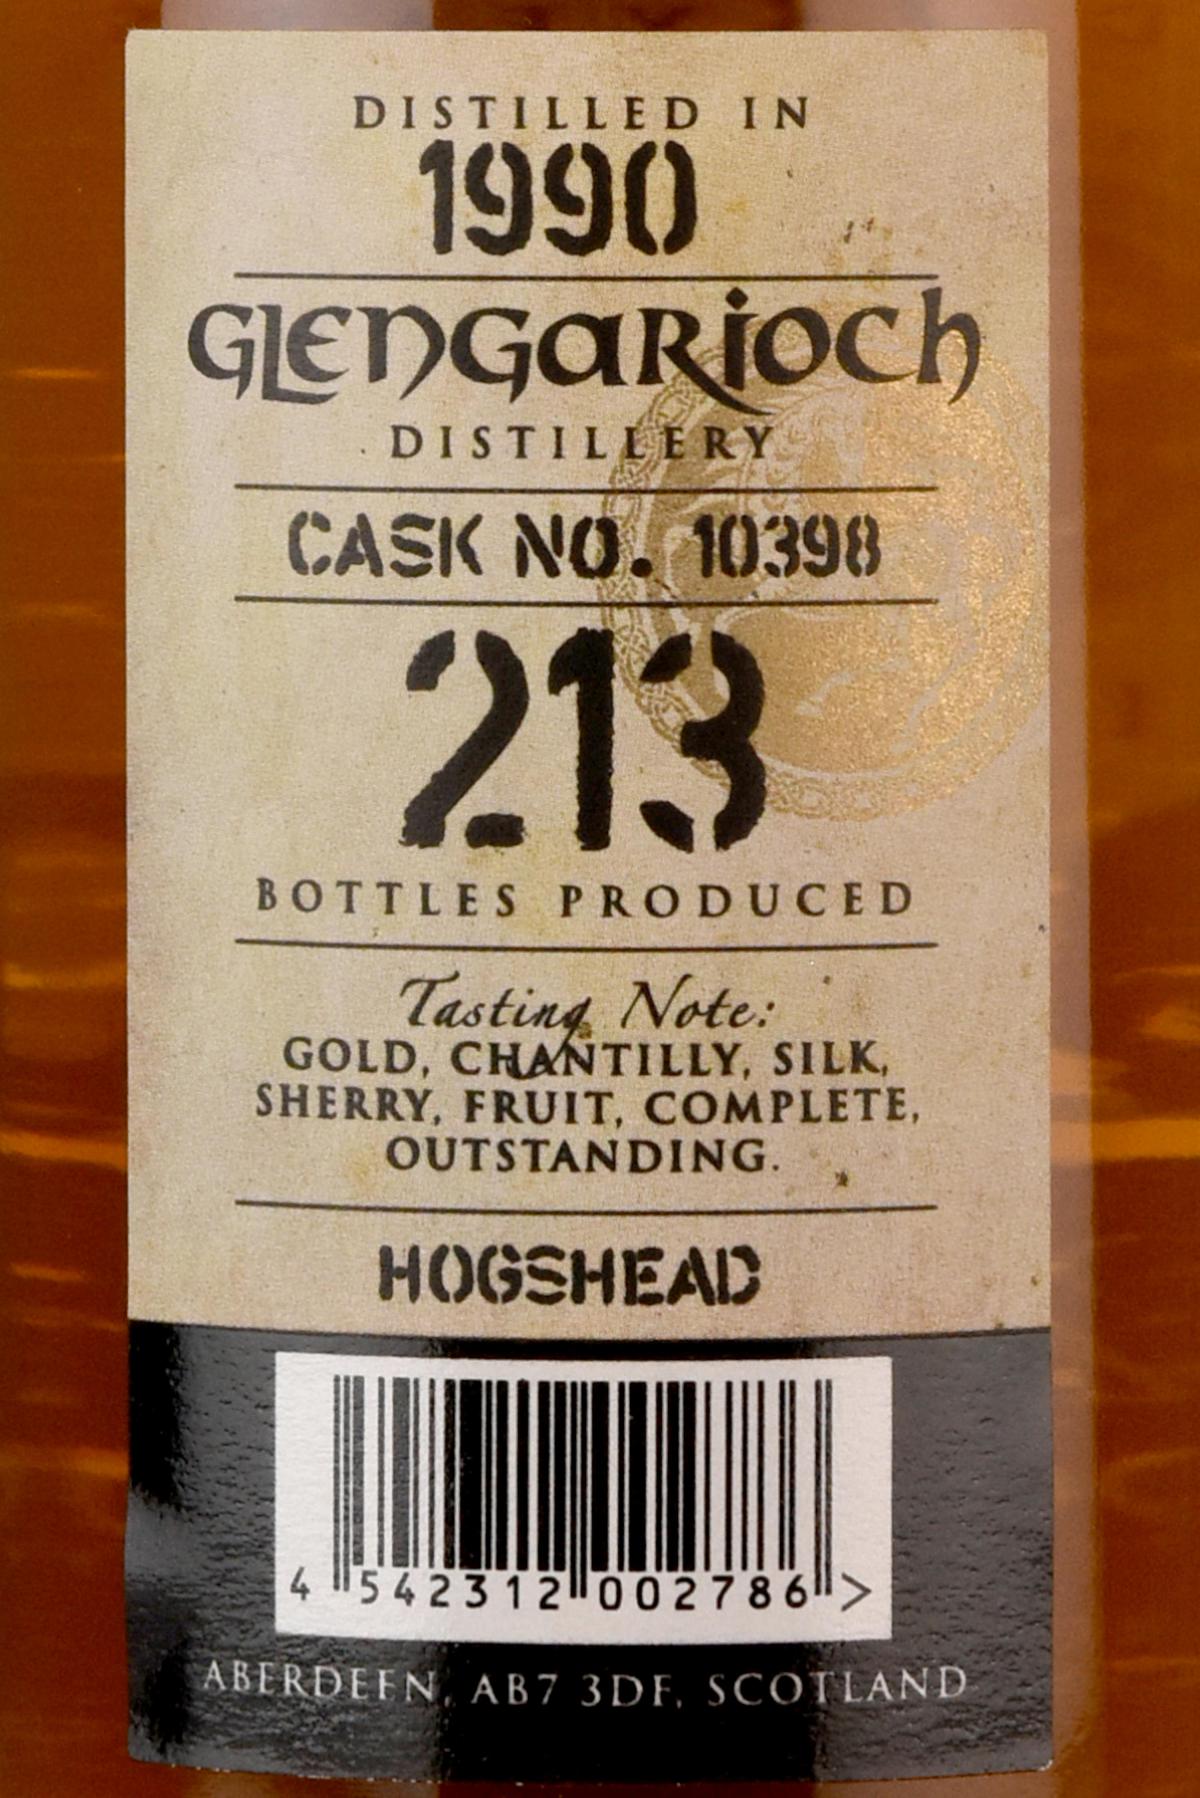 DISTILLED IN
1990
GLENGARIOCH
DISTILLERY
CASK NO. 10398
213
BOTTLES PRODUCED
Tasting Note:
GOLD, CHANTILLY, SILK,
SHERRY, FRUIT, COMPLETE,
OUTSTANDING.
HOGSHEAD
4 542312 002786 >
ABERDEEN, AB7 3DF, SCOTLAND